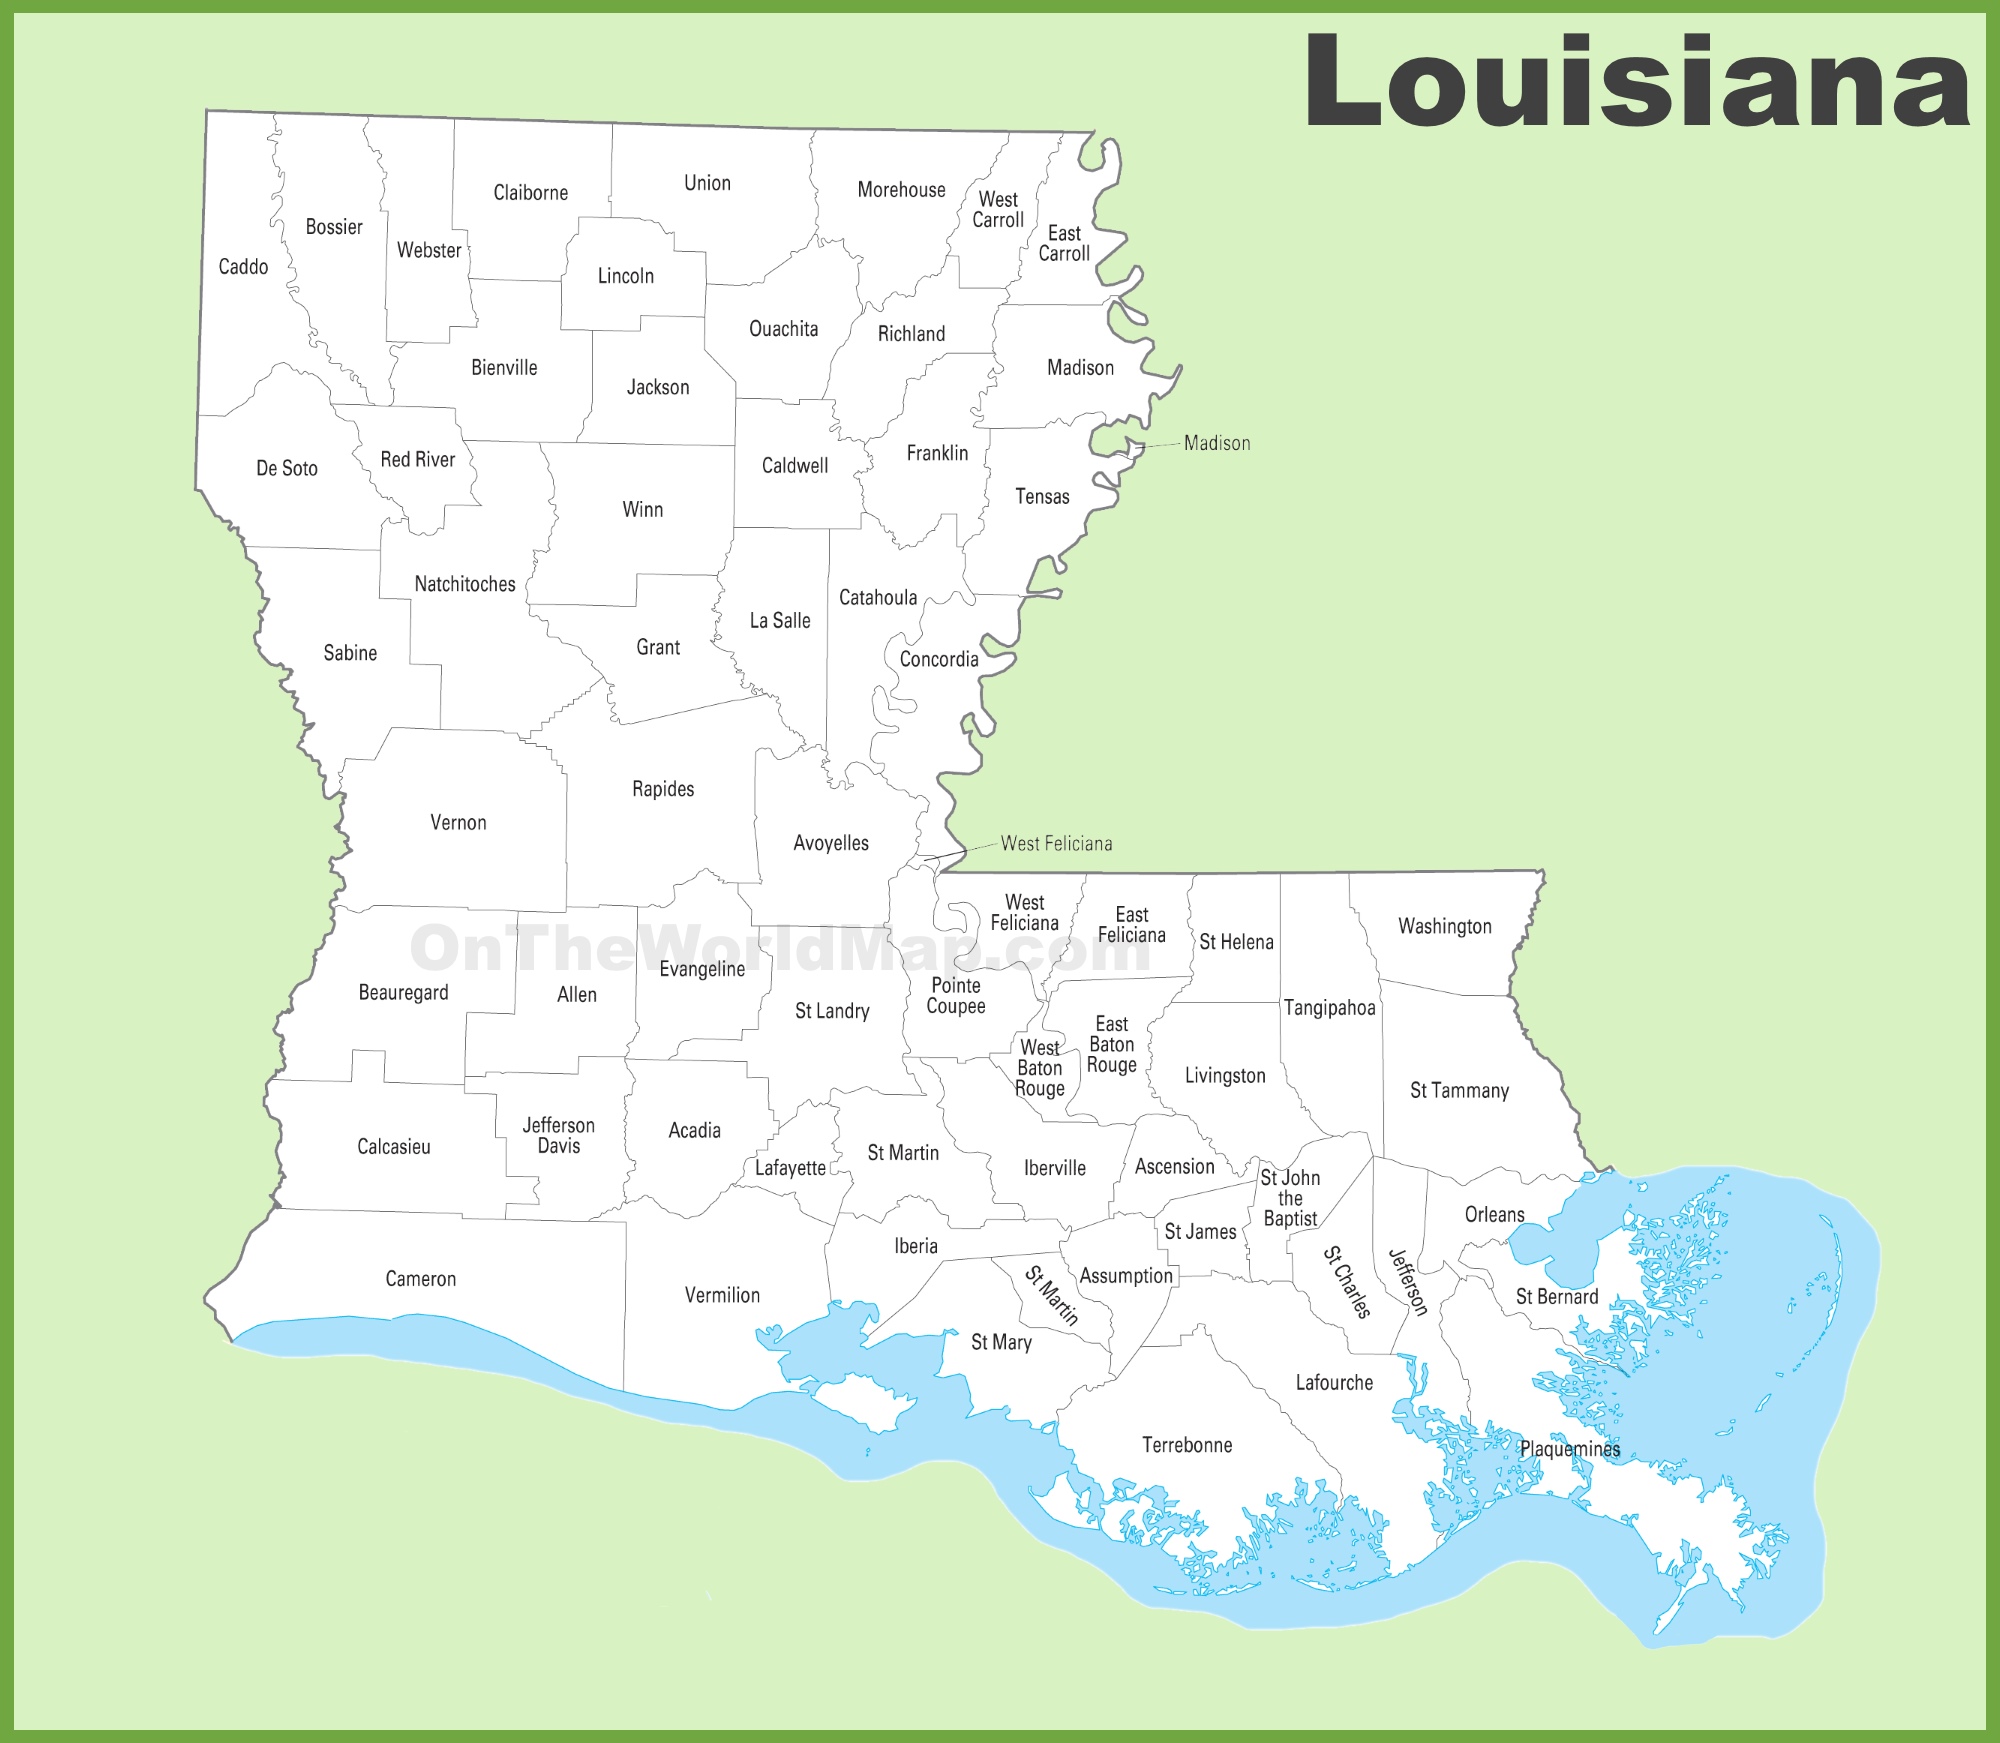 Louisiana
Caddo
Bossier
Webster
Claiborne
Union
Morehouse
West
Carroll
East
Carroll
Lincoln
Ouachita
Richland
Madison
Bienville
Jackson
De Soto
Red River
Caldwell
Franklin
Madison
Tensas
Winn
Natchitoches
Sabine
Grant
La Salle
Catahoula
Concordia
Vernon
Rapides
Avoyelles
West Feliciana
West
Feliciana
East
Feliciana
St Helena
Washington
OnTheWorldMap.com
Beauregard
Allen
Evangeline
St Landry
Pointe
Coupee
Tangipahoa
East
Baton
Rouge
West
Baton
Rouge
Livingston
St Tammany
Calcasieu
Jefferson
Davis
Acadia
Lafayette
St Martin
Iberville
Ascension
St John
the
Baptist
Orleans
St James
Iberia
Cameron
Vermilion
Assumption
St Martin
St Charles
Jefferson
St Bernard
St Mary
Lafourche
Terrebonne
Plaquemines